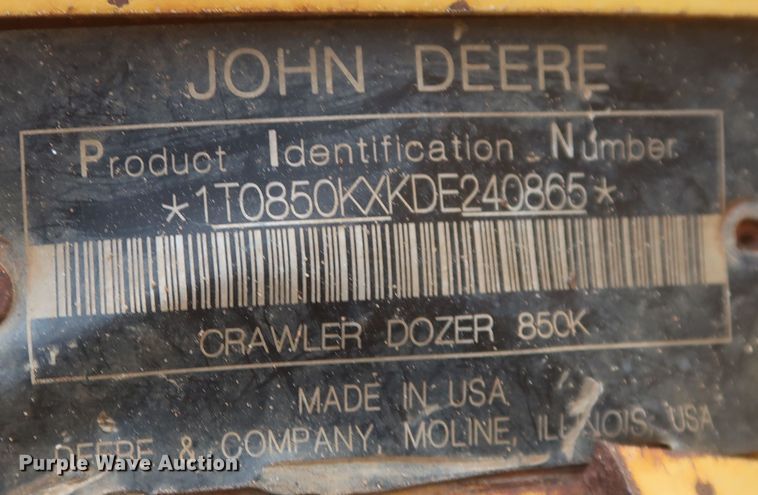 JOHN DEERE
Product Identification Number
*1T0850KXKDE240865*
CRAWLER DOZER 850K
MADE IN USA
DEERE & COMPANY, MOLINE, ILLINOIS, USA
Purple Wave Auction